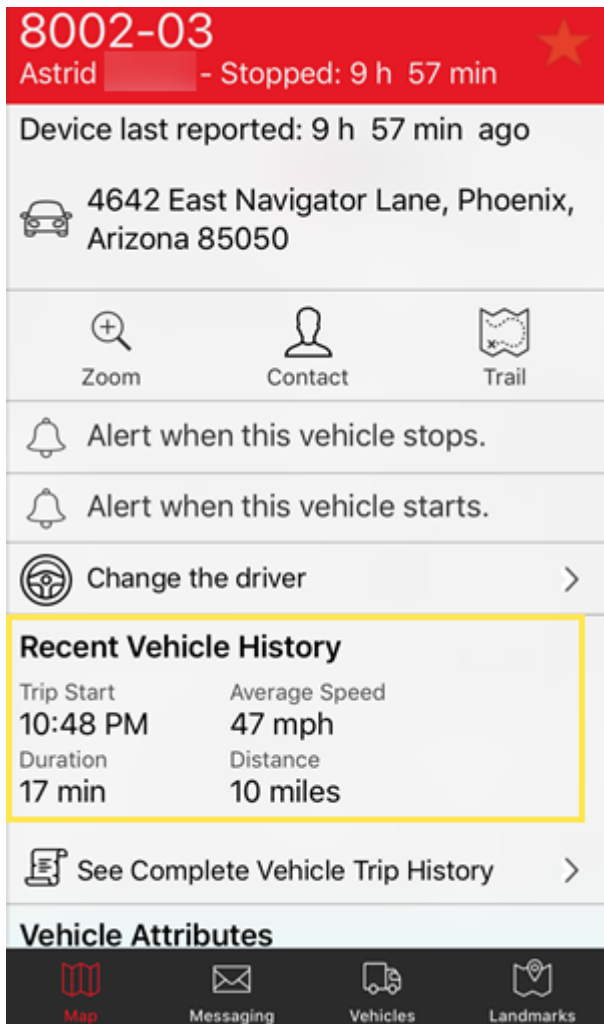 8002-03
Astrid - Stopped: 9 h 57 min
Device last reported: 9 h 57 min ago
4642 East Navigator Lane, Phoenix,
Arizona 85050
Zoom Contact Trail
Alert when this vehicle stops.
Alert when this vehicle starts.
Change the driver
Recent Vehicle History
Trip Start Average Speed
10:48 PM 47 mph
Duration Distance
17 min 10 miles
See Complete Vehicle Trip History
Vehicle Attributes
Map Messaging Vehicles Landmarks